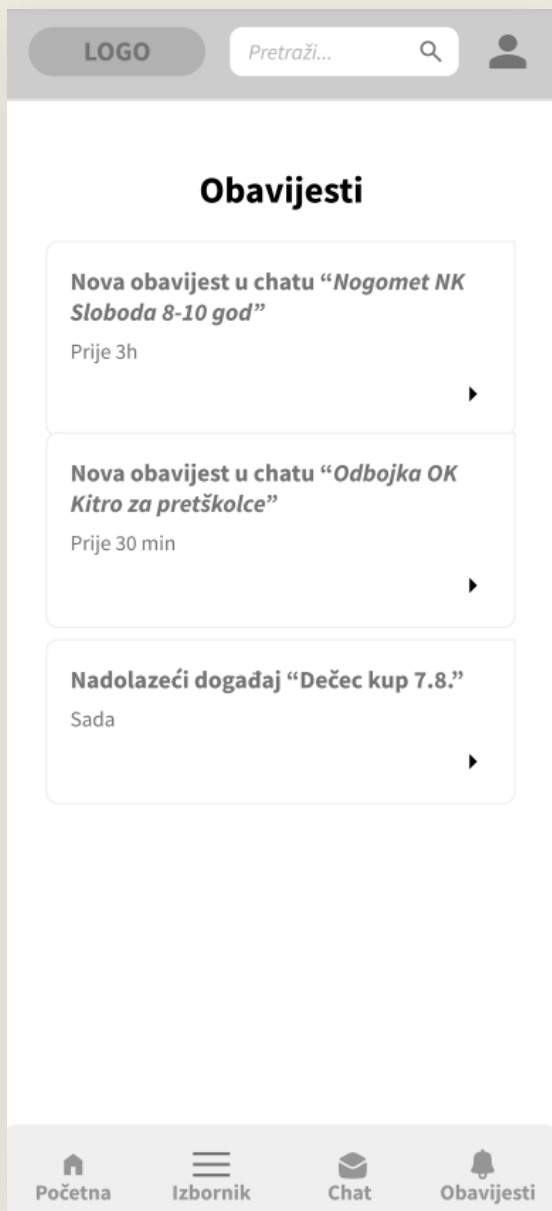 LOGO
Pretraži...
Obavijesti
Nova obavijest u chatu “Nogomet NK
Sloboda 8-10 god”
Prije 3h
Nova obavijest u chatu “Odbojka OK
Kitro za pretškolce”
Prije 30 min
Nadolazeći događaj “Dečec kup 7.8.”
Sada
Početna
Izbornik
Chat
Obavijesti